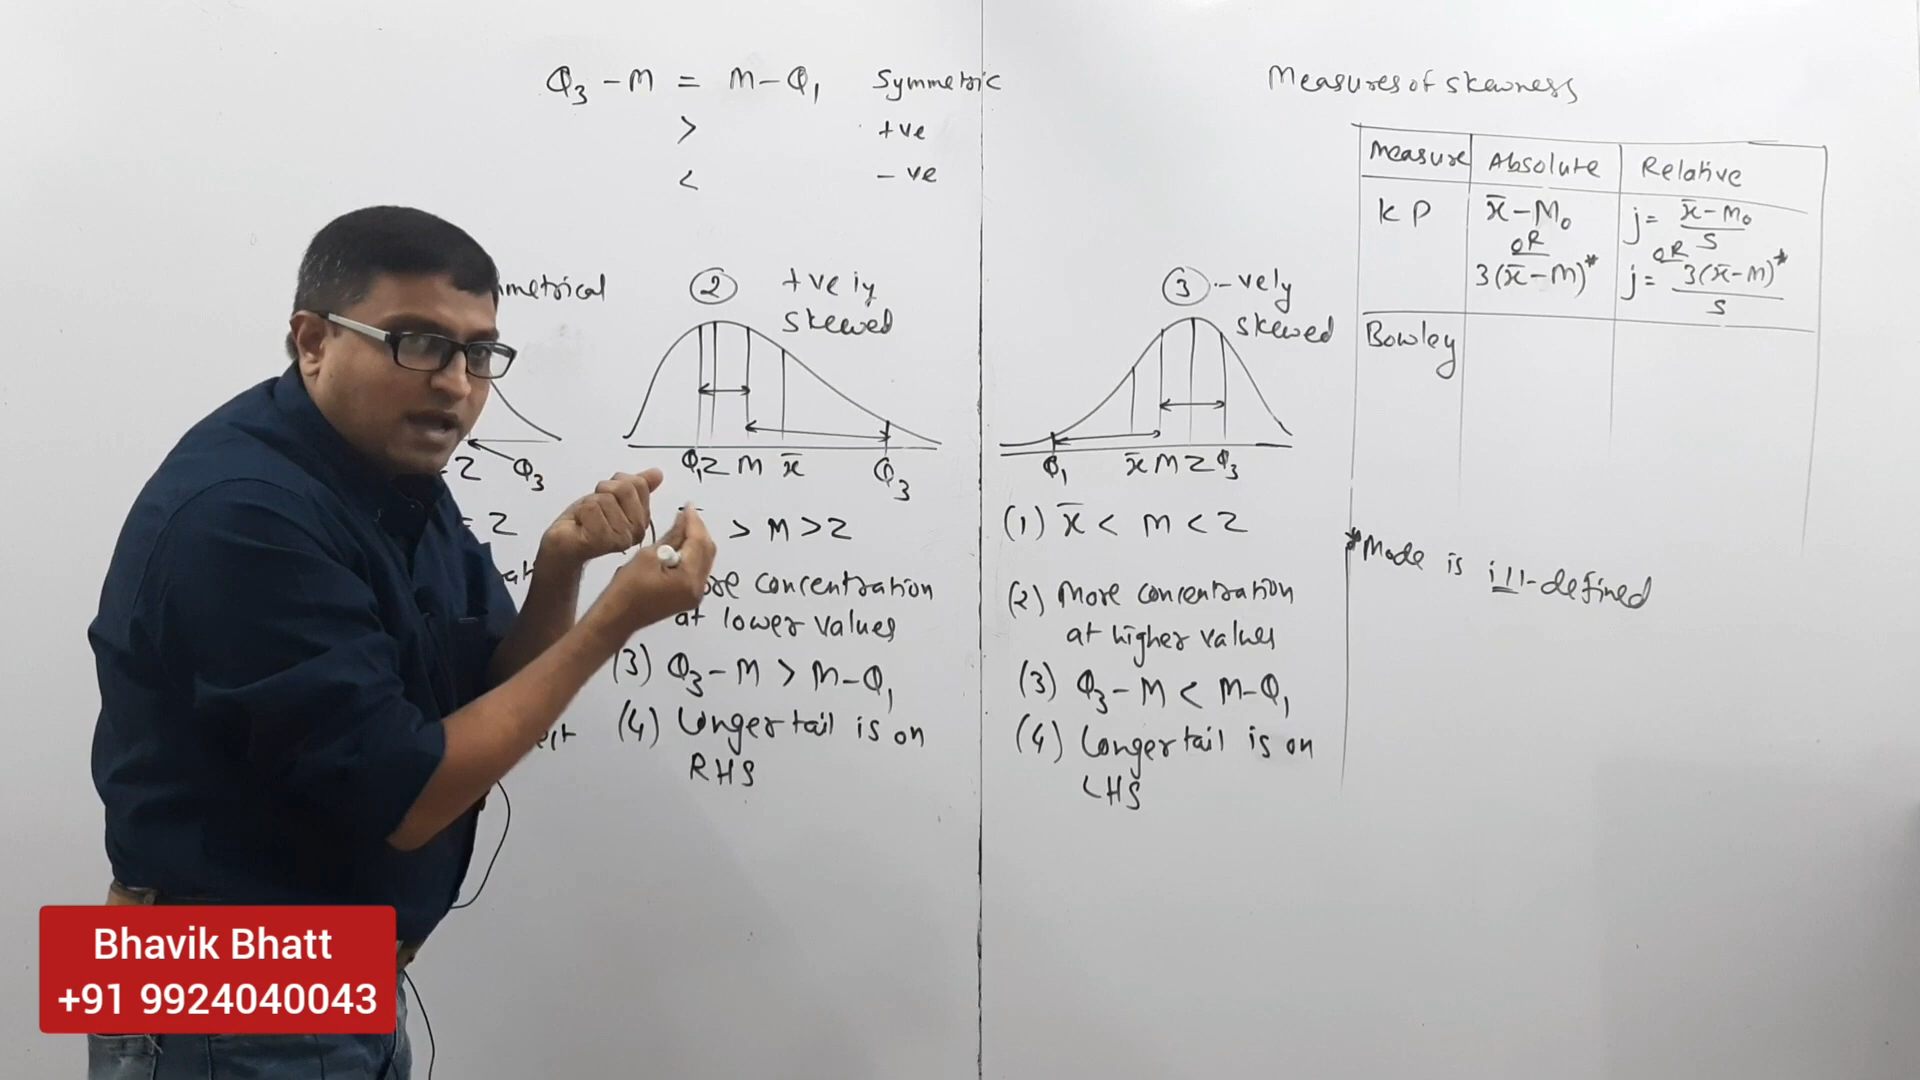 Q₃ - M = M - Q₁ Symmetric
> +ve
< - ve
metrical
Z Q₃
= Z
② +vely
skewed
Q₁ Z M x̄ Q₃
> M > Z
concentration
at lower values
(3) Q₃ - M > M - Q₁
(4) Longer tail is on
RHS
③ -vely
skewed
Q₁ x̄ M Z Q₃
(1) x̄ < M < Z
(2) More concentration
at higher values
(3) Q₃ - M < M - Q₁
(4) Longer tail is on
LHS
Measures of skewness
Measure Absolute Relative
KP x̄ - M₀ j = x̄ - M₀ / S
OR OR
3(x̄ - M)* j = 3(x̄ - M)* / S
Bowley
*Mode is ill-defined
Bhavik Bhatt
+91 9924040043